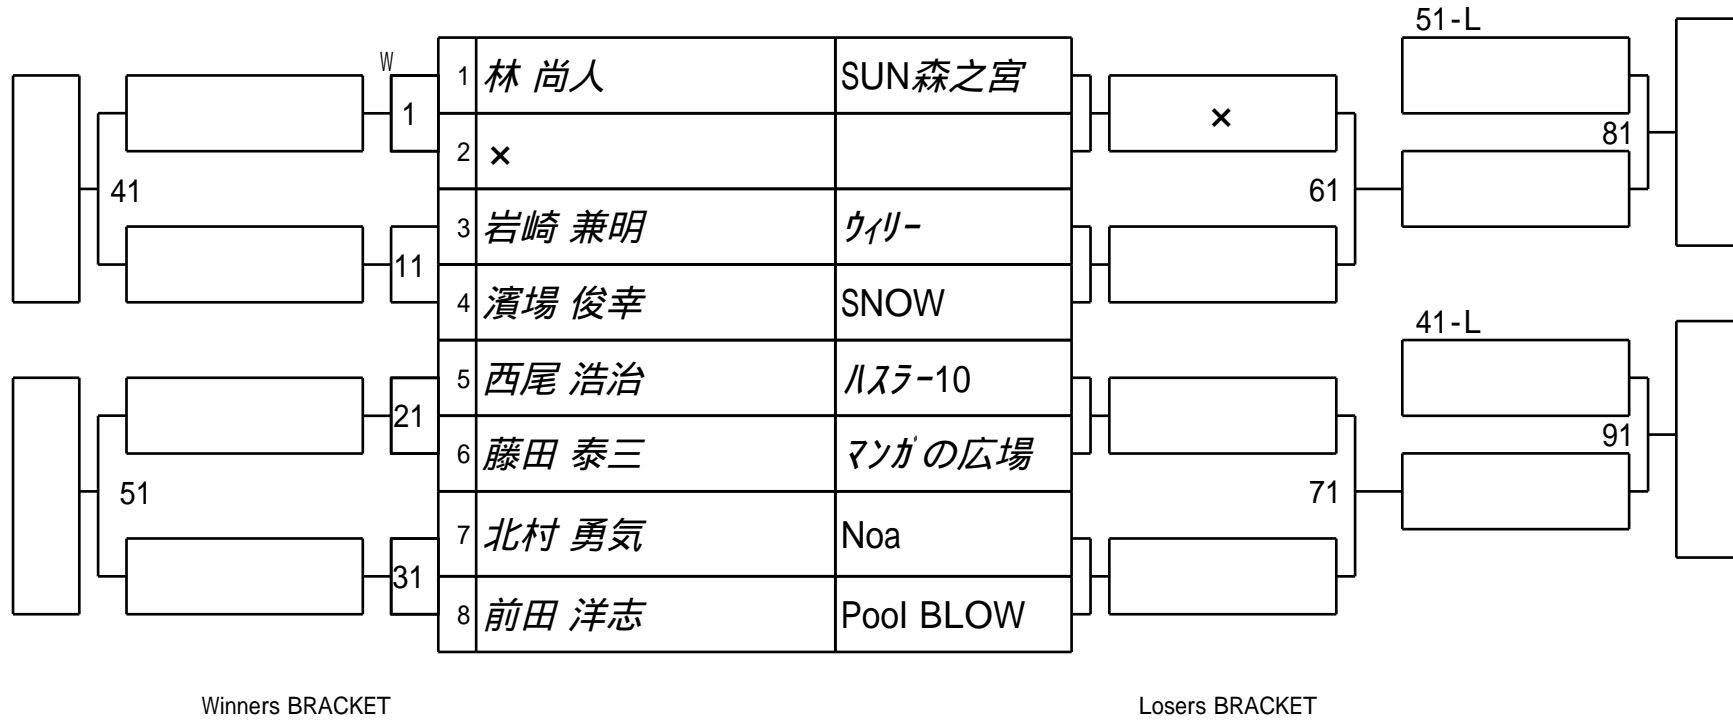 51-L
W
1 林 尚人 SUN森之宮
1
×
81
2 ×
41
61
3 岩崎 兼明 ｳｨﾘｰ
11
4 濱場 俊幸 SNOW
41-L
5 西尾 浩治 ﾊｽﾗｰ10
21
91
6 藤田 泰三 ﾏﾝｶﾞの広場
51
71
7 北村 勇気 Noa
31
8 前田 洋志 Pool BLOW
Winners BRACKET
Losers BRACKET